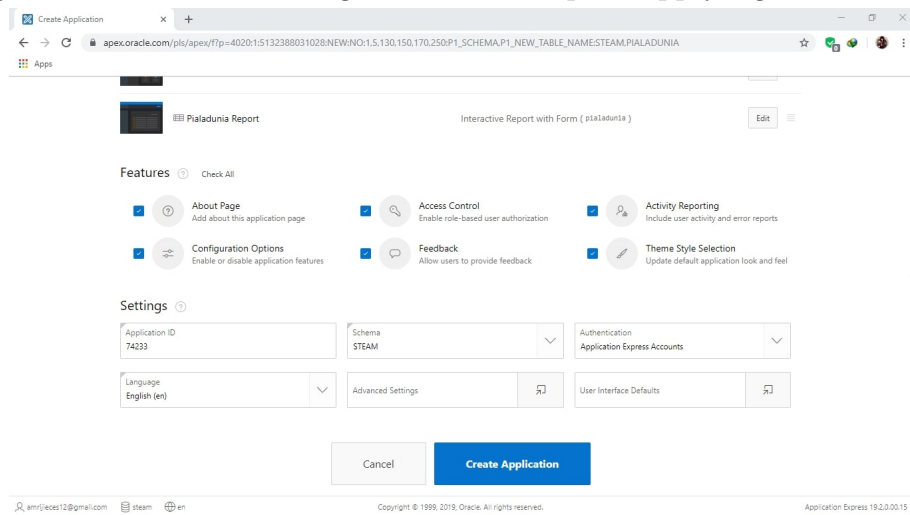 Create Application
apex.oracle.com/pls/apex/f?p=4020:1:5132388031028:NEW:NO:1,5,130,150,170,250:P1_SCHEMA,P1_NEW_TABLE_NAME:STEAM,PIALADUNIA
Apps
Pialadunia Report Interactive Report with Form ( pialadunia ) Edit
Features Check All
About Page Access Control Activity Reporting
Add about this application page Enable role-based user authorization Include user activity and error reports
Configuration Options Feedback Theme Style Selection
Enable or disable application features Allow users to provide feedback Update default application look and feel
Settings
Application ID Schema Authentication
74233 STEAM Application Express Accounts
Language Advanced Settings User Interface Defaults
English (en)
Cancel Create Application
amrijieces12@gmail.com steam en Copyright © 1999, 2019, Oracle. All rights reserved. Application Express 19.2.0.00.15